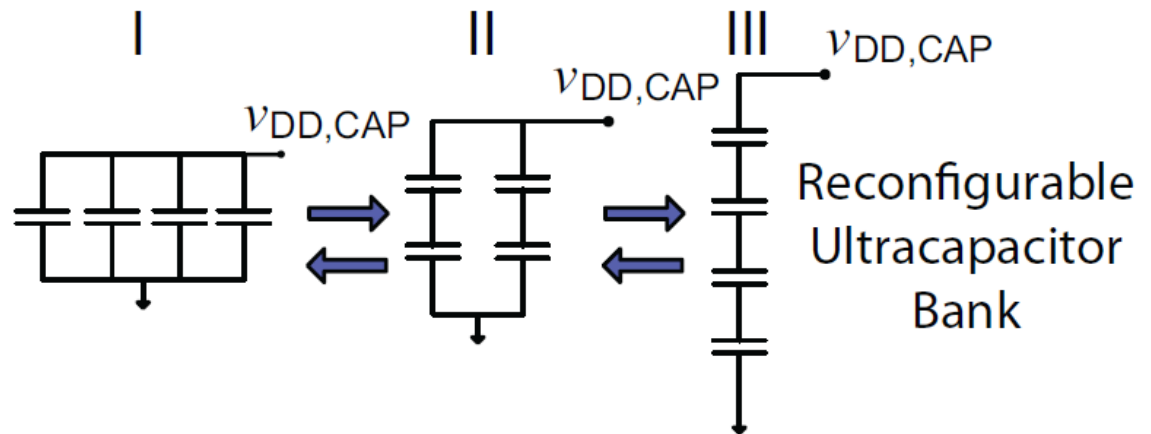 I
II
III
vDD,CAP
vDD,CAP
vDD,CAP
Reconfigurable
Ultracapacitor
Bank